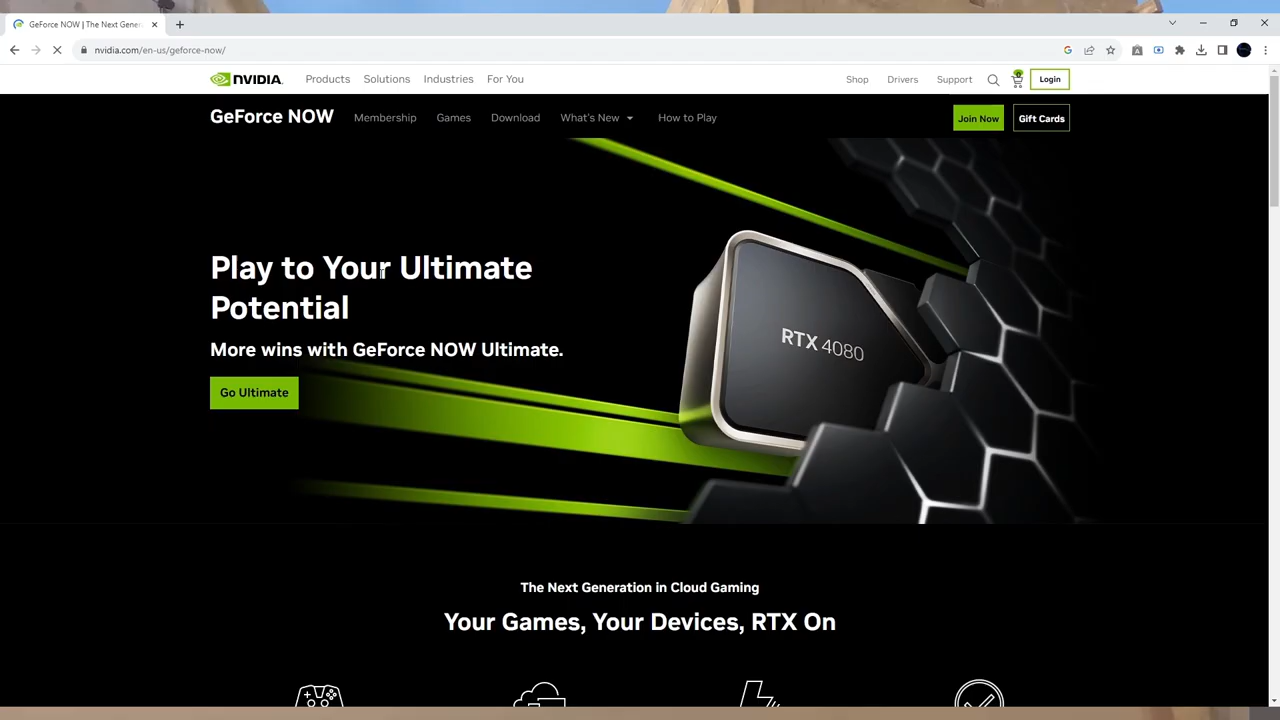 GeForce NOW | The Next Gener
nvidia.com/en-us/geforce-now/
NVIDIA.
Products
Solutions
Industries
For You
Shop
Drivers
Support
Login
GeForce NOW
Membership
Games
Download
What's New
How to Play
Join Now
Gift Cards
Play to Your Ultimate
Potential
More wins with GeForce NOW Ultimate.
Go Ultimate
RTX 4080
The Next Generation in Cloud Gaming
Your Games, Your Devices, RTX On